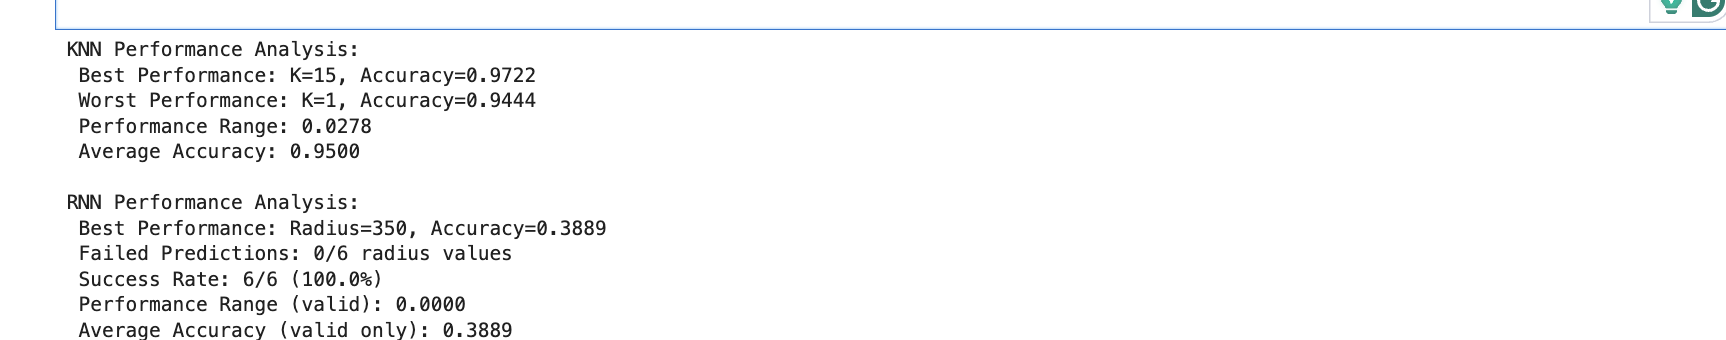 KNN Performance Analysis:
Best Performance: K=15, Accuracy=0.9722
Worst Performance: K=1, Accuracy=0.9444
Performance Range: 0.0278
Average Accuracy: 0.9500
RNN Performance Analysis:
Best Performance: Radius=350, Accuracy=0.3889
Failed Predictions: 0/6 radius values
Success Rate: 6/6 (100.0%)
Performance Range (valid): 0.0000
Average Accuracy (valid only): 0.3889